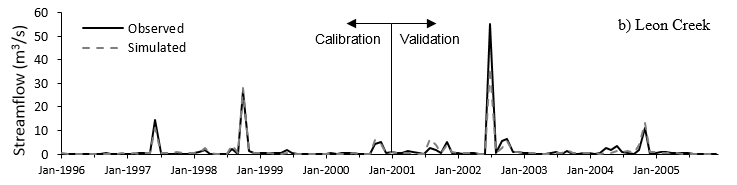 60
50
40
30
20
10
0
Streamflow (m³/s)
Observed
Simulated
Calibration
Validation
b) Leon Creek
Jan-1996 Jan-1997 Jan-1998 Jan-1999 Jan-2000 Jan-2001 Jan-2002 Jan-2003 Jan-2004 Jan-2005